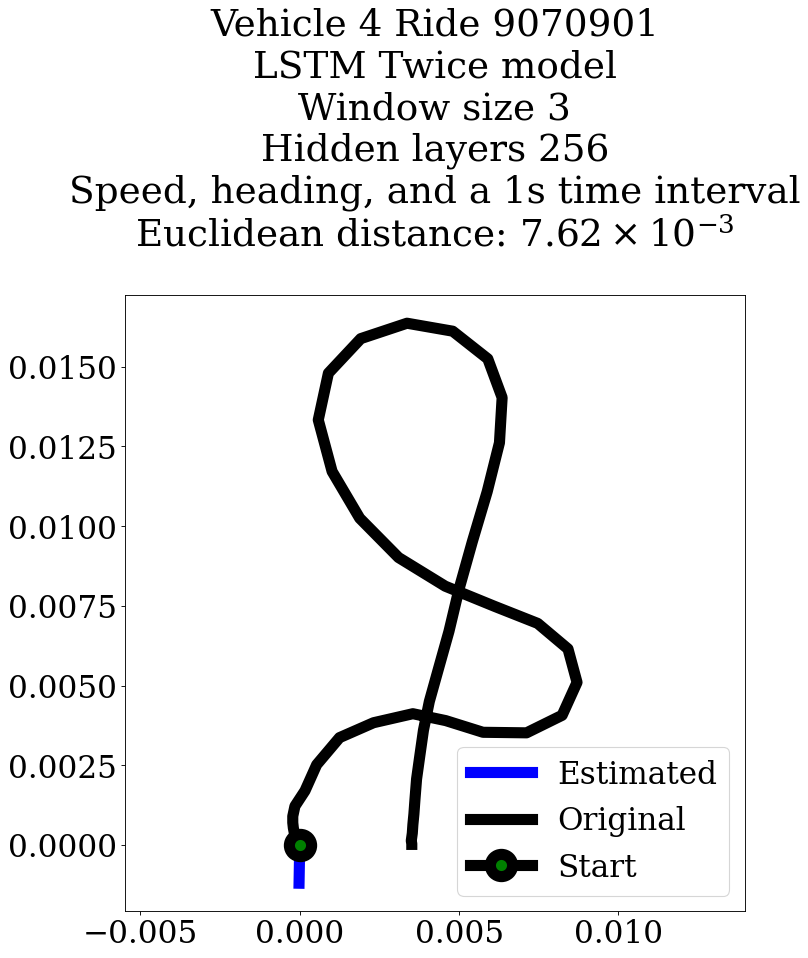 Vehicle 4 Ride 9070901
LSTM Twice model
Window size 3
Hidden layers 256
Speed, heading, and a 1s time interval
Euclidean distance: 7.62 × 10⁻³
0.0150
0.0125
0.0100
0.0075
0.0050
0.0025
0.0000
Estimated
Original
Start
−0.005 0.000 0.005 0.010